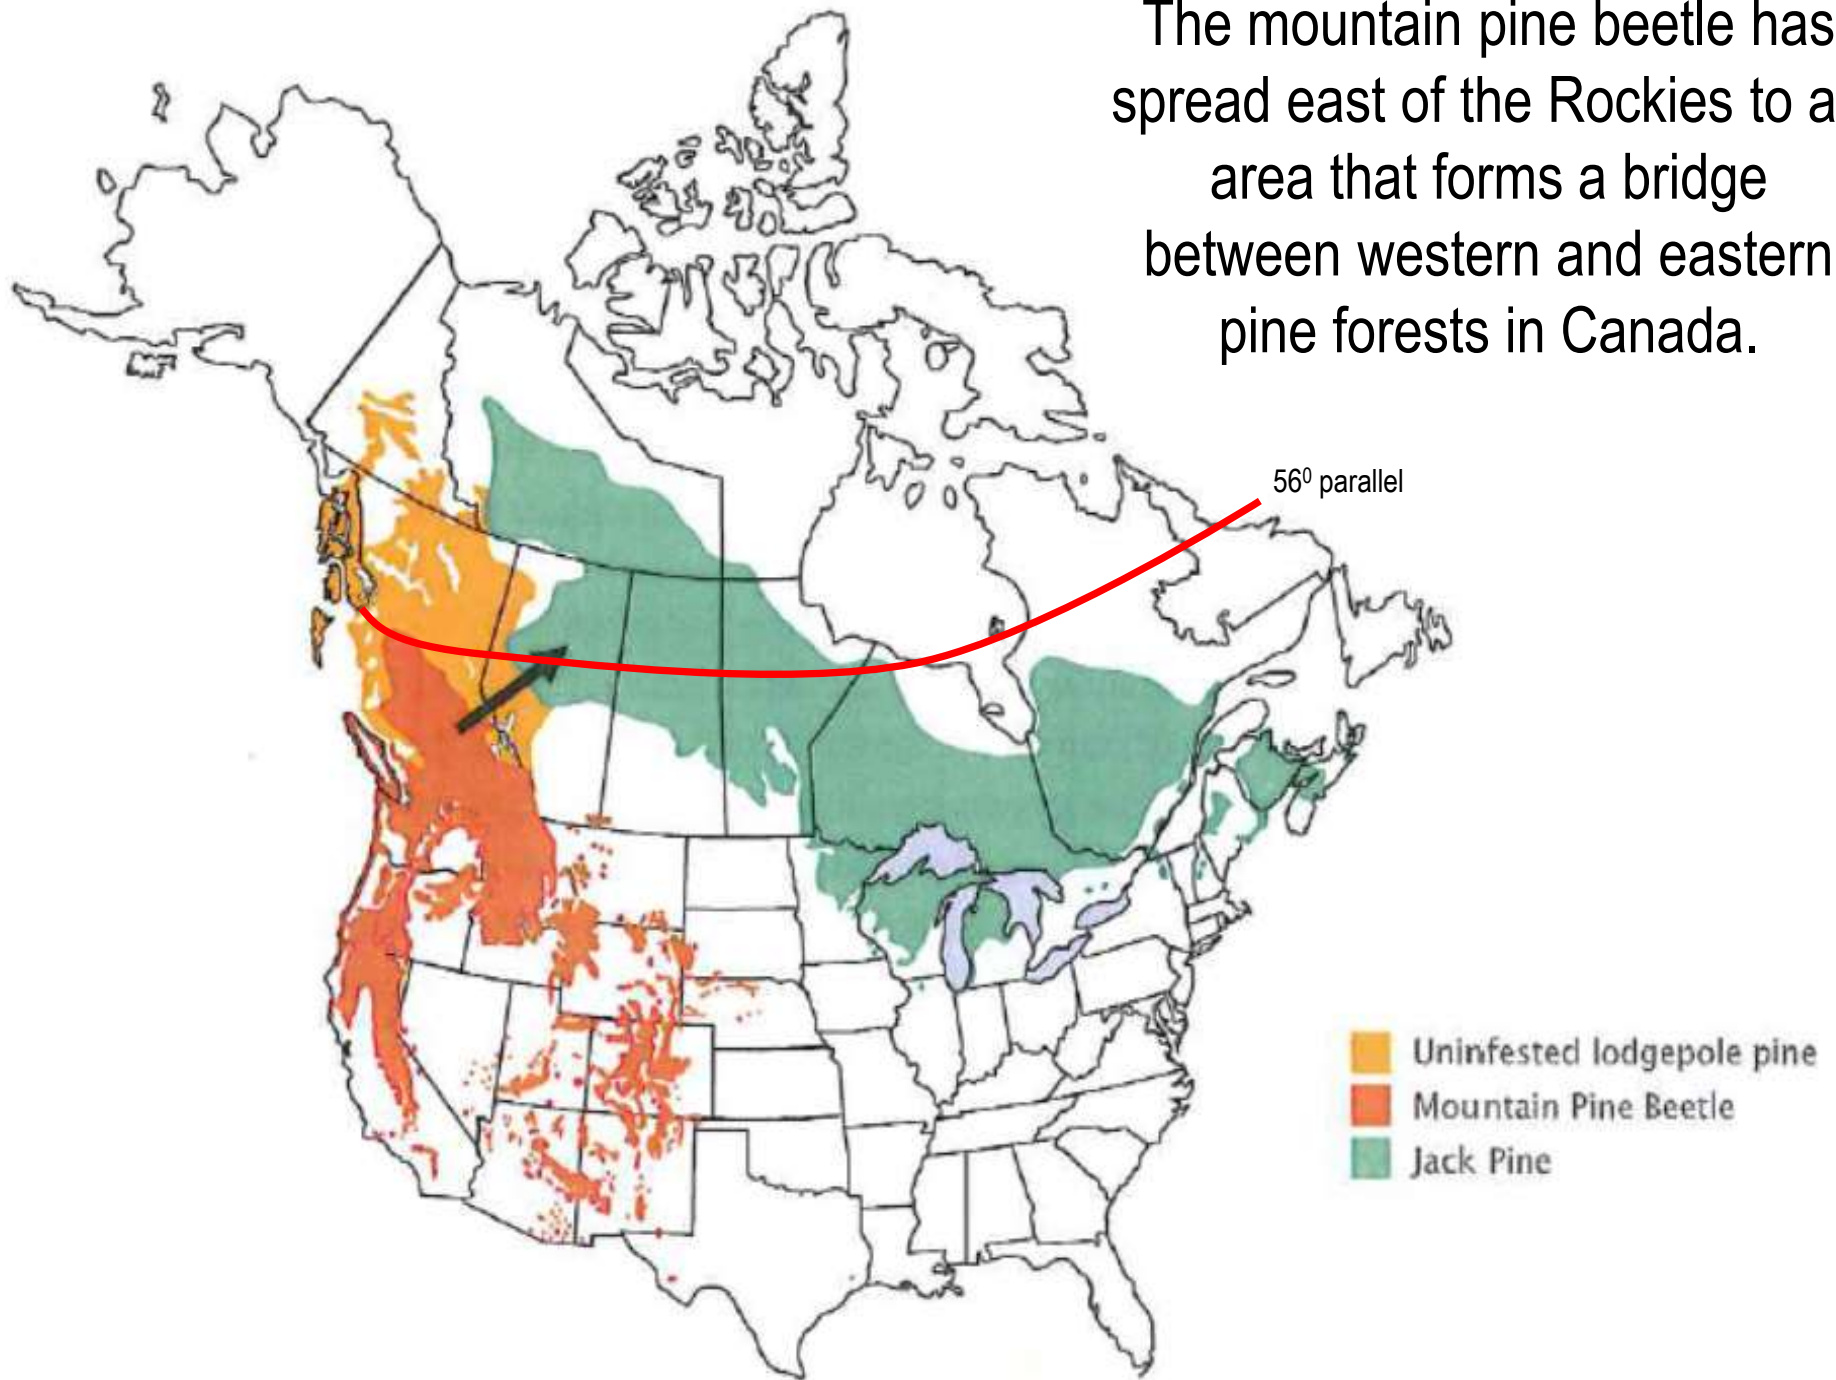 The mountain pine beetle has
spread east of the Rockies to a
area that forms a bridge
between western and eastern
pine forests in Canada.
56⁰ parallel
Uninfested lodgepole pine
Mountain Pine Beetle
Jack Pine